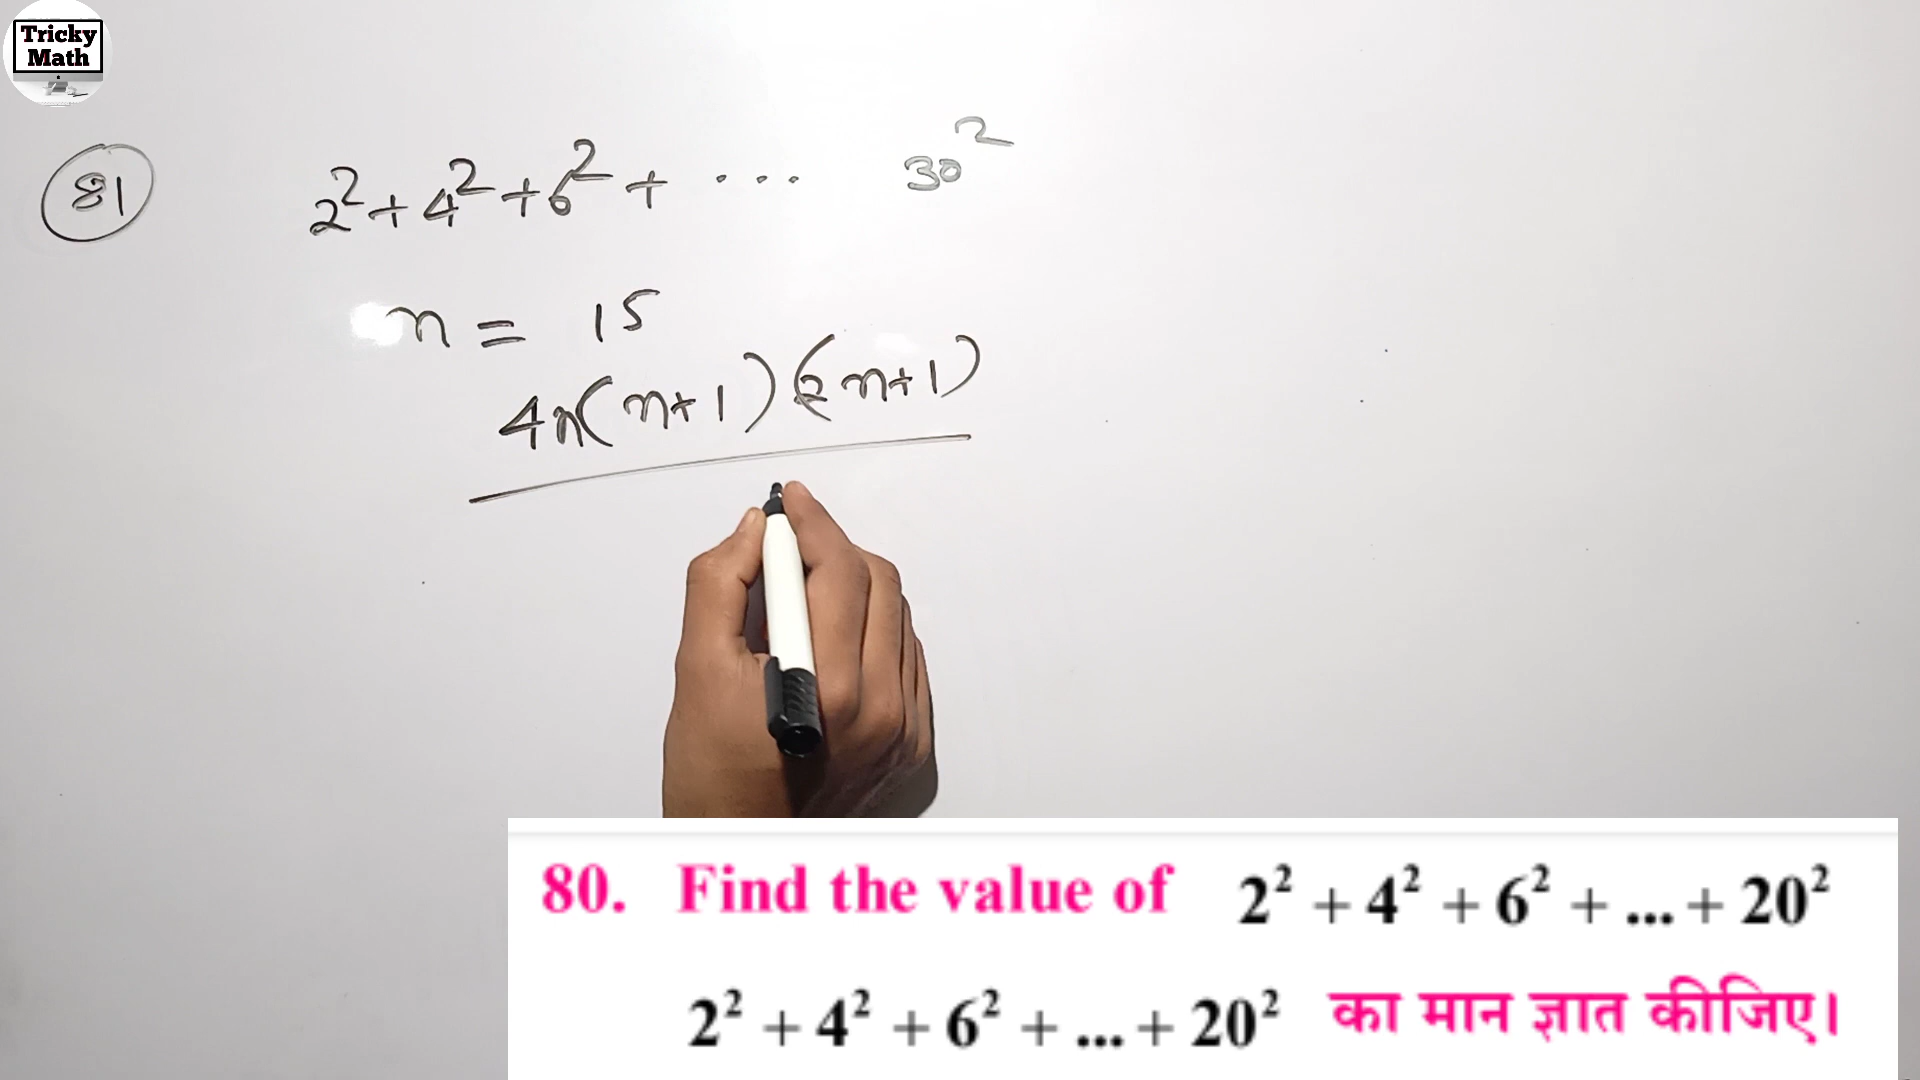 Tricky
Math
81
2² + 4² + 6² + ... 30²
n = 15
4n(n+1)(2n+1)
80. Find the value of 2² + 4² + 6² + ... + 20²
2² + 4² + 6² + ... + 20² का मान ज्ञात कीजिए।